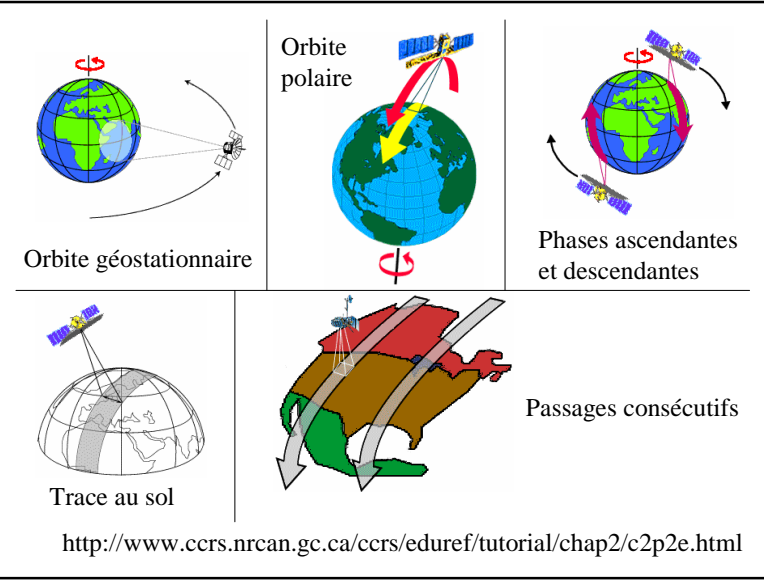 Orbite géostationnaire
Orbite
polaire
Phases ascendantes
et descendantes
Trace au sol
Passages consécutifs
http://www.ccrs.nrcan.gc.ca/ccrs/eduref/tutorial/chap2/c2p2e.html